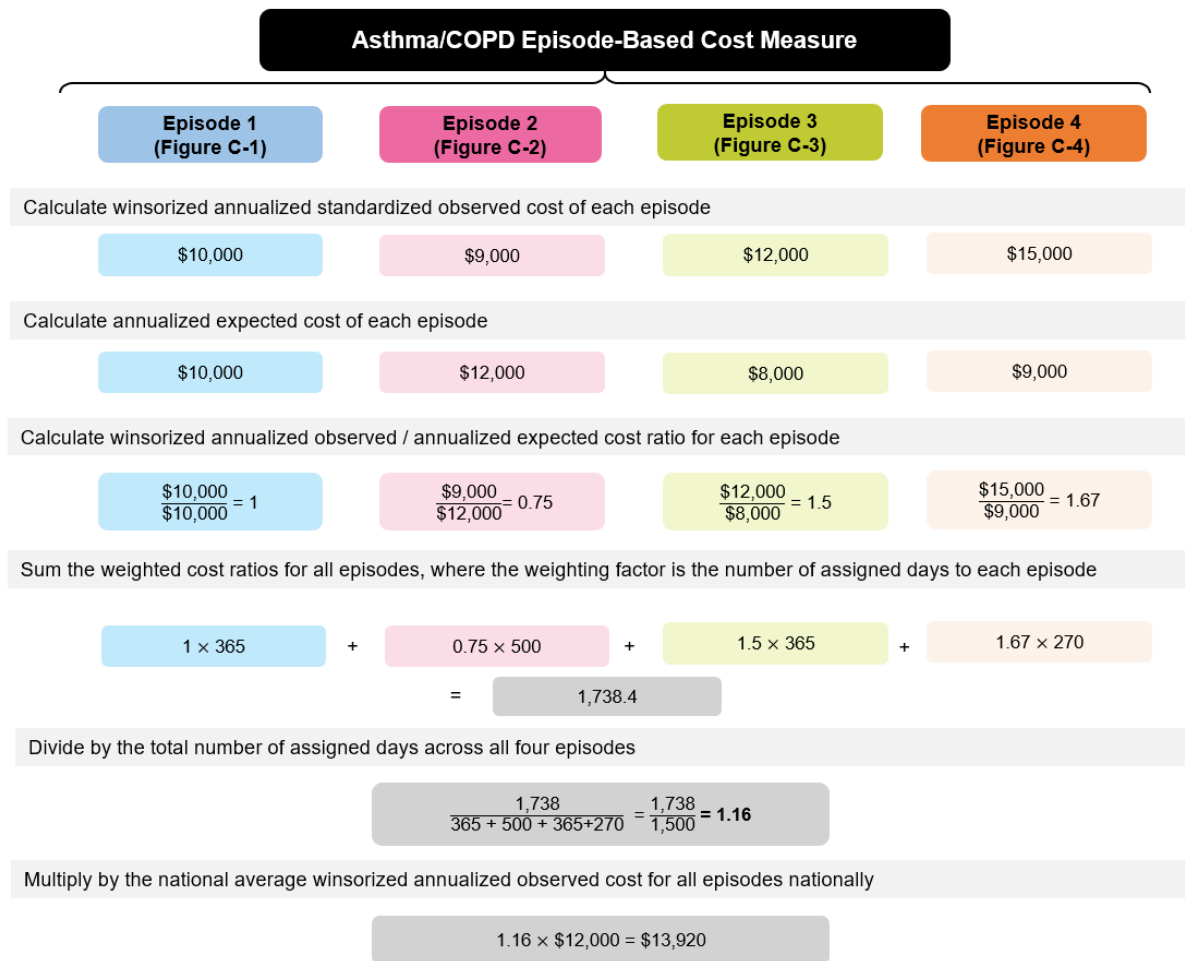 Asthma/COPD Episode-Based Cost Measure
Episode 1
(Figure C-1)
Episode 2
(Figure C-2)
Episode 3
(Figure C-3)
Episode 4
(Figure C-4)
Calculate winsorized annualized standardized observed cost of each episode
$10,000
$9,000
$12,000
$15,000
Calculate annualized expected cost of each episode
$10,000
$12,000
$8,000
$9,000
Calculate winsorized annualized observed / annualized expected cost ratio for each episode
$10,000
$10,000 = 1
$9,000
$12,000 = 0.75
$12,000
$8,000 = 1.5
$15,000
$9,000 = 1.67
Sum the weighted cost ratios for all episodes, where the weighting factor is the number of assigned days to each episode
1 × 365 + 0.75 × 500 + 1.5 × 365 + 1.67 × 270
= 1,738.4
Divide by the total number of assigned days across all four episodes
1,738
365 + 500 + 365+270 = 1,738
1,500 = 1.16
Multiply by the national average winsorized annualized observed cost for all episodes nationally
1.16 × $12,000 = $13,920